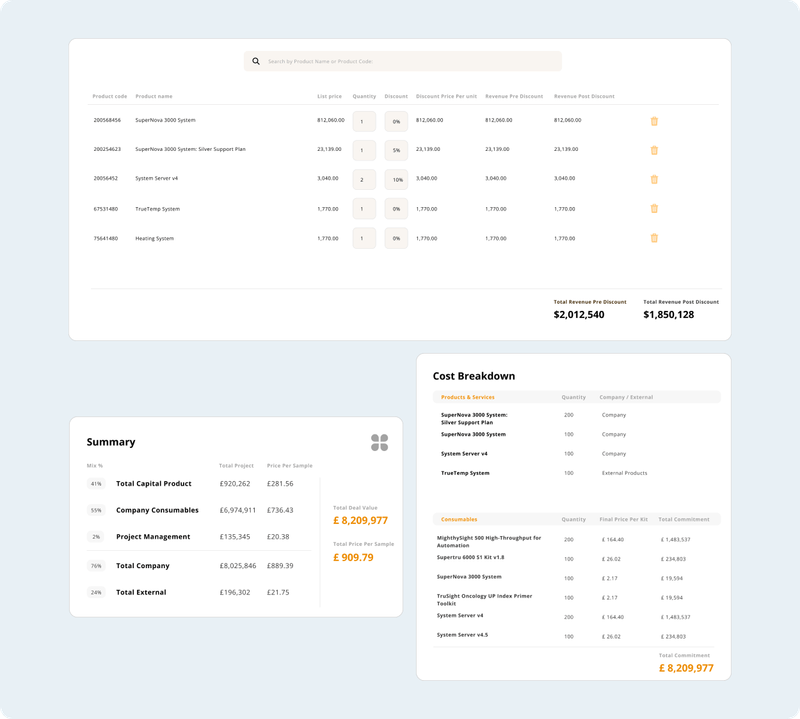 Search by Product Name or Product Code:
Product code Product name List price Quantity Discount Discount Price Per unit Revenue Pre Discount Revenue Post Discount
200568456 SuperNova 3000 System 812,060.00 1 0% 812,060.00 812,060.00 812,060.00
200254623 SuperNova 3000 System: Silver Support Plan 23,139.00 1 5% 23,139.00 23,139.00 23,139.00
20056452 System Server v4 3,040.00 2 10% 3,040.00 3,040.00 3,040.00
67531480 TrueTemp System 1,770.00 1 0% 1,770.00 1,770.00 1,770.00
75641480 Heating System 1,770.00 1 0% 1,770.00 1,770.00 1,770.00
Total Revenue Pre Discount Total Revenue Post Discount
$2,012,540 $1,850,128
Summary
Mix % Total Project Price Per Sample
41% Total Capital Product £920,262 £281.56
55% Company Consumables £6,974,911 £736.43
2% Project Management £135,345 £20.38
76% Total Company £8,025,846 £889.39
24% Total External £196,302 £21.75
Total Deal Value
£ 8,209,977
Total Price Per Sample
£ 909.79
Cost Breakdown
Products & Services Quantity Company / External
SuperNova 3000 System: 200 Company
Silver Support Plan
SuperNova 3000 System 100 Company
System Server v4 100 Company
TrueTemp System 100 External Products
Consumables Quantity Final Price Per Kit Total Commitment
MighthySight 500 High-Throughput for 200 £ 164.40 £ 1,483,537
Automation
Supertru 6000 S1 Kit v1.8 100 £ 26.02 £ 234,803
SuperNova 3000 System 100 £ 2.17 £ 19,594
TruSight Oncology UP Index Primer 100 £ 2.17 £ 19,594
Toolkit
System Server v4 200 £ 164.40 £ 1,483,537
System Server v4.5 100 £ 26.02 £ 234,803
Total Commitment
£ 8,209,977